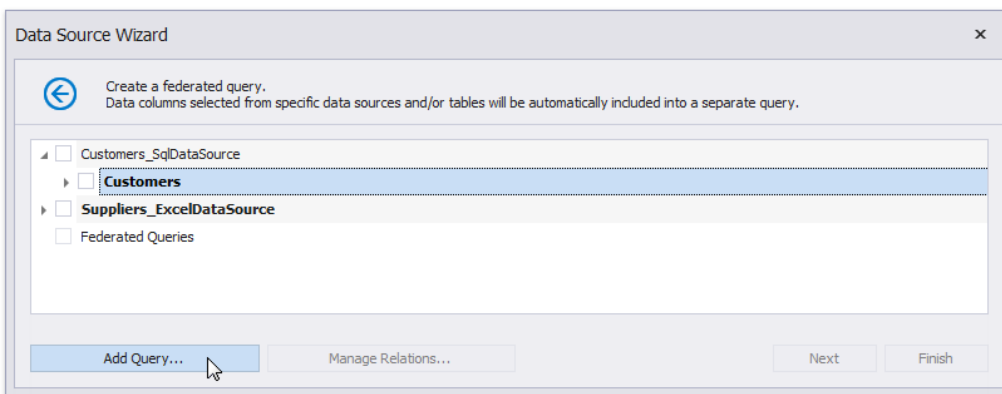 Data Source Wizard
Create a federated query.
Data columns selected from specific data sources and/or tables will be automatically included into a separate query.
Customers_SqlDataSource
Customers
Suppliers_ExcelDataSource
Federated Queries
Add Query... Manage Relations... Next Finish